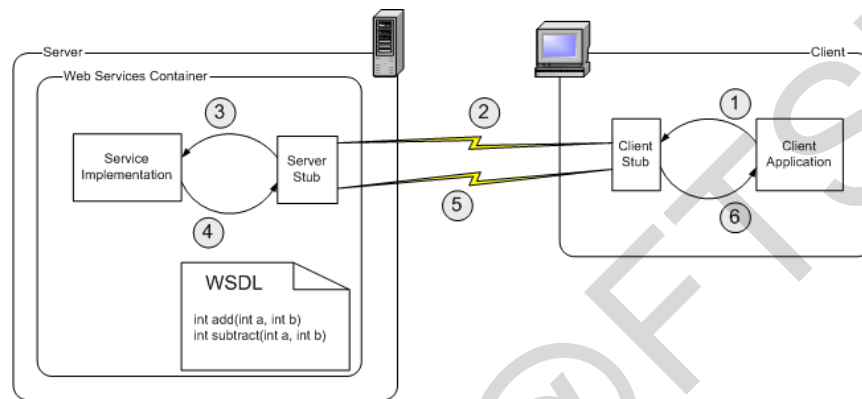 Server
Client
Web Services Container
3
2
1
Service
Implementation
Server
Stub
Client
Stub
Client
Application
4
5
6
WSDL
int add(int a, int b)
int subtract(int a, int b)
@FTS